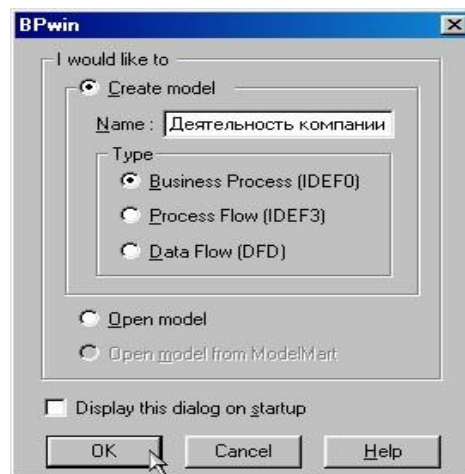 BPwin
I would like to
Create model
Name : Деятельность компании
Type
Business Process (IDEF0)
Process Flow (IDEF3)
Data Flow (DFD)
Open model
Open model from ModelMart
Display this dialog on startup
OK Cancel Help